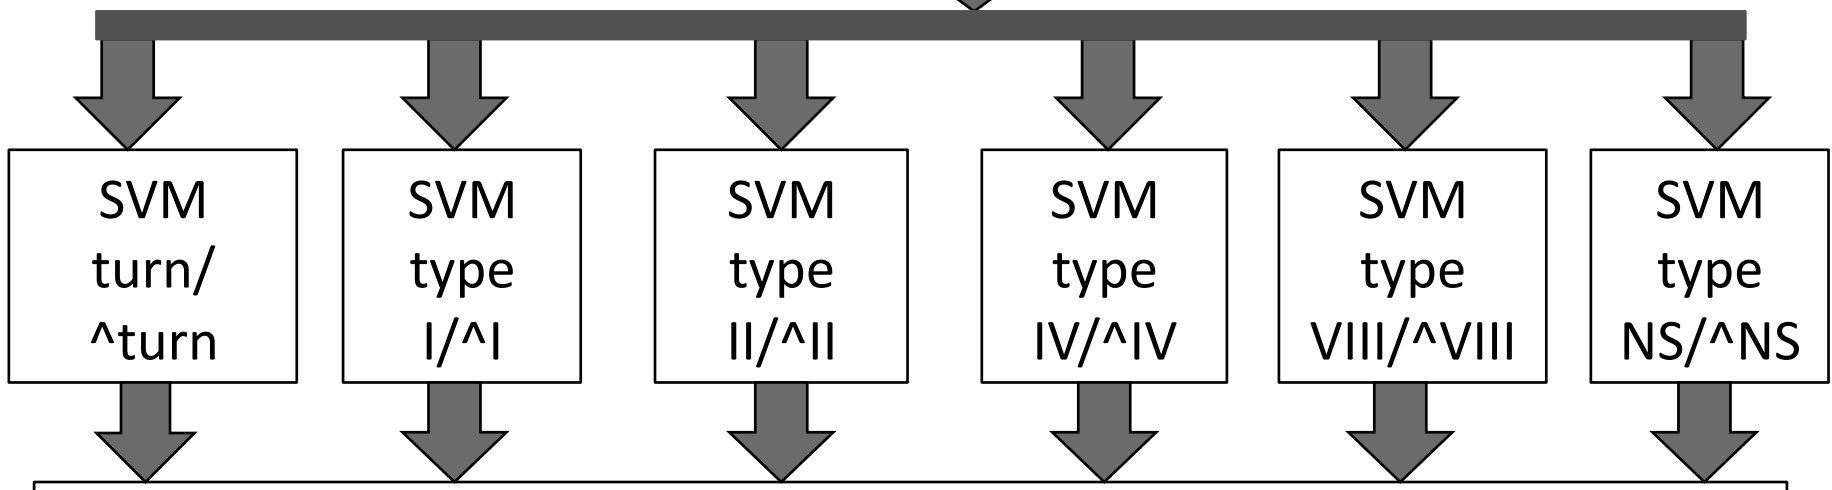 SVM
turn/
^turn
SVM
type
I/^I
SVM
type
II/^II
SVM
type
IV/^IV
SVM
type
VIII/^VIII
SVM
type
NS/^NS